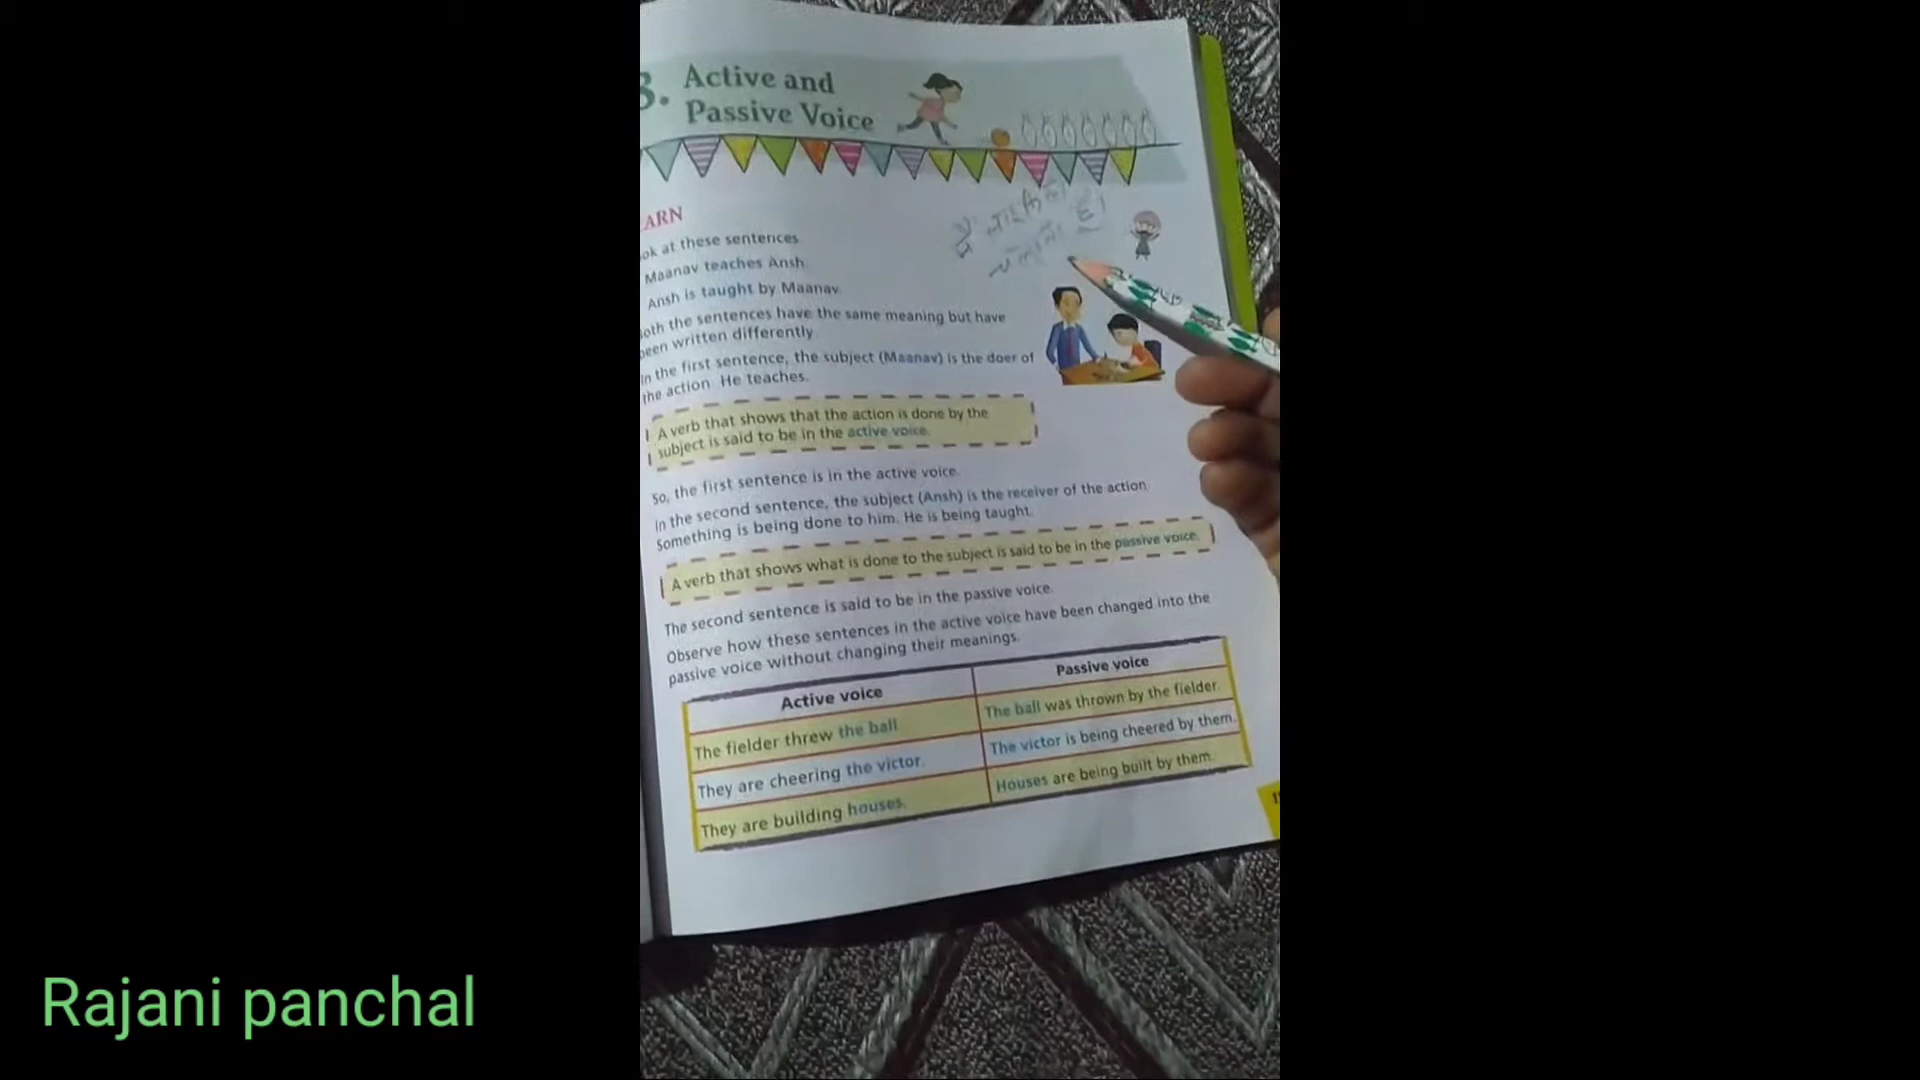 3. Active and
Passive Voice
ARN
ok at these sentences.
Maanav teaches Ansh.
Ansh is taught by Maanav.
oth the sentences have the same meaning but have
een written differently.
In the first sentence, the subject (Maanav) is the doer of
the action. He teaches.
A verb that shows that the action is done by the
subject is said to be in the active voice.
So, the first sentence is in the active voice.
In the second sentence, the subject (Ansh) is the receiver of the action.
Something is being done to him. He is being taught.
A verb that shows what is done to the subject is said to be in the passive voice.
The second sentence is said to be in the passive voice.
Observe how these sentences in the active voice have been changed into the
passive voice without changing their meanings.
Active voice Passive voice
The fielder threw the ball. The ball was thrown by the fielder.
They are cheering the victor. The victor is being cheered by them.
They are building houses. Houses are being built by them.
Rajani panchal